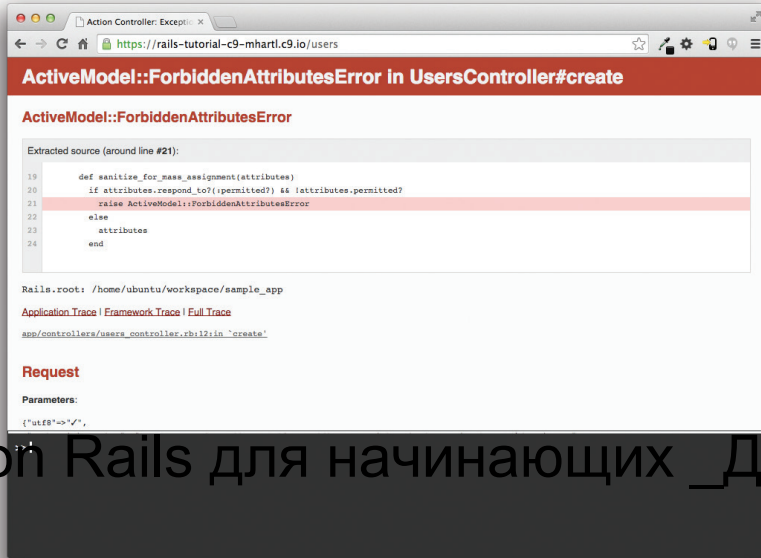 Action Controller: Excepti
https://rails-tutorial-c9-mhartl.c9.io/users
ActiveModel::ForbiddenAttributesError in UsersController#create
ActiveModel::ForbiddenAttributesError
Extracted source (around line #21):
19 def sanitize_for_mass_assignment(attributes)
20 if attributes.respond_to?(:permitted?) && !attributes.permitted?
21 raise ActiveModel::ForbiddenAttributesError
22 else
23 attributes
24 end
Rails.root: /home/ubuntu/workspace/sample_app
Application Trace | Framework Trace | Full Trace
app/controllers/users_controller.rb:12:in `create'
Request
Parameters:
{"utf8"=>"✓",
>>
on Rails для начинающих _Д